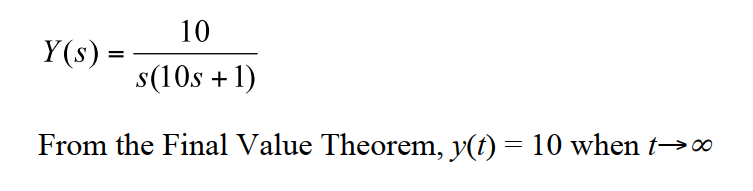 Y(s) = 10 / s(10s + 1)
From the Final Value Theorem, y(t) = 10 when t→∞